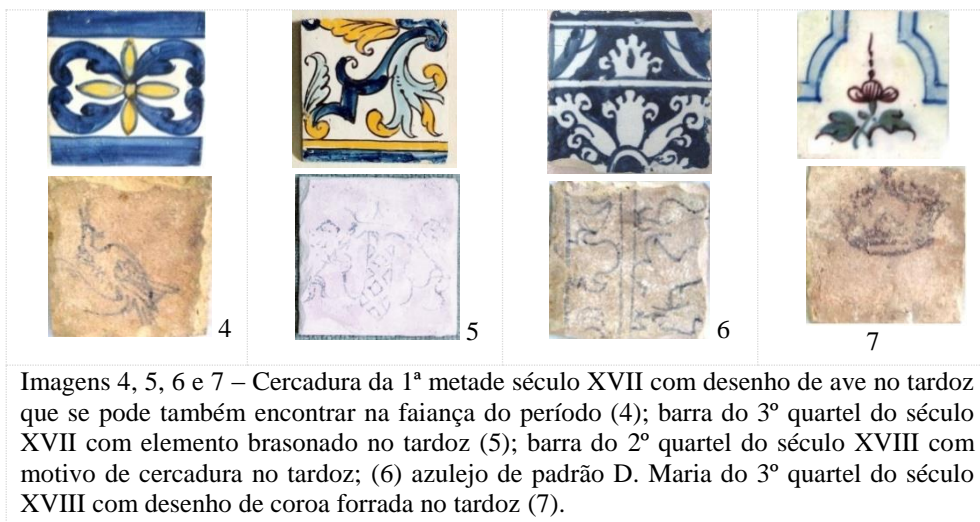 4
5
6
7
Imagens 4, 5, 6 e 7 – Cercadura da 1ª metade século XVII com desenho de ave no tardoz
que se pode também encontrar na faiança do período (4); barra do 3º quartel do século
XVII com elemento brasonado no tardoz (5); barra do 2º quartel do século XVIII com
motivo de cercadura no tardoz; (6) azulejo de padrão D. Maria do 3º quartel do século
XVIII com desenho de coroa forrada no tardoz (7).